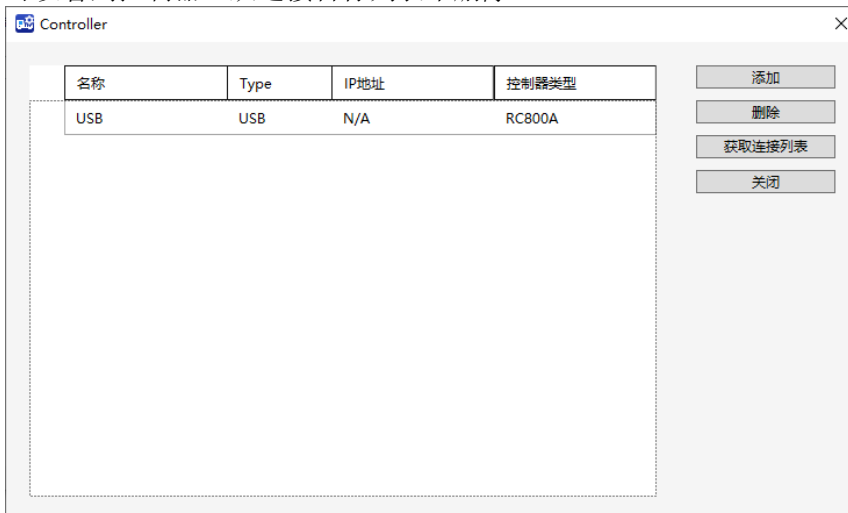 Controller
名称 Type IP地址 控制器类型
USB USB N/A RC800A
添加
删除
获取连接列表
关闭